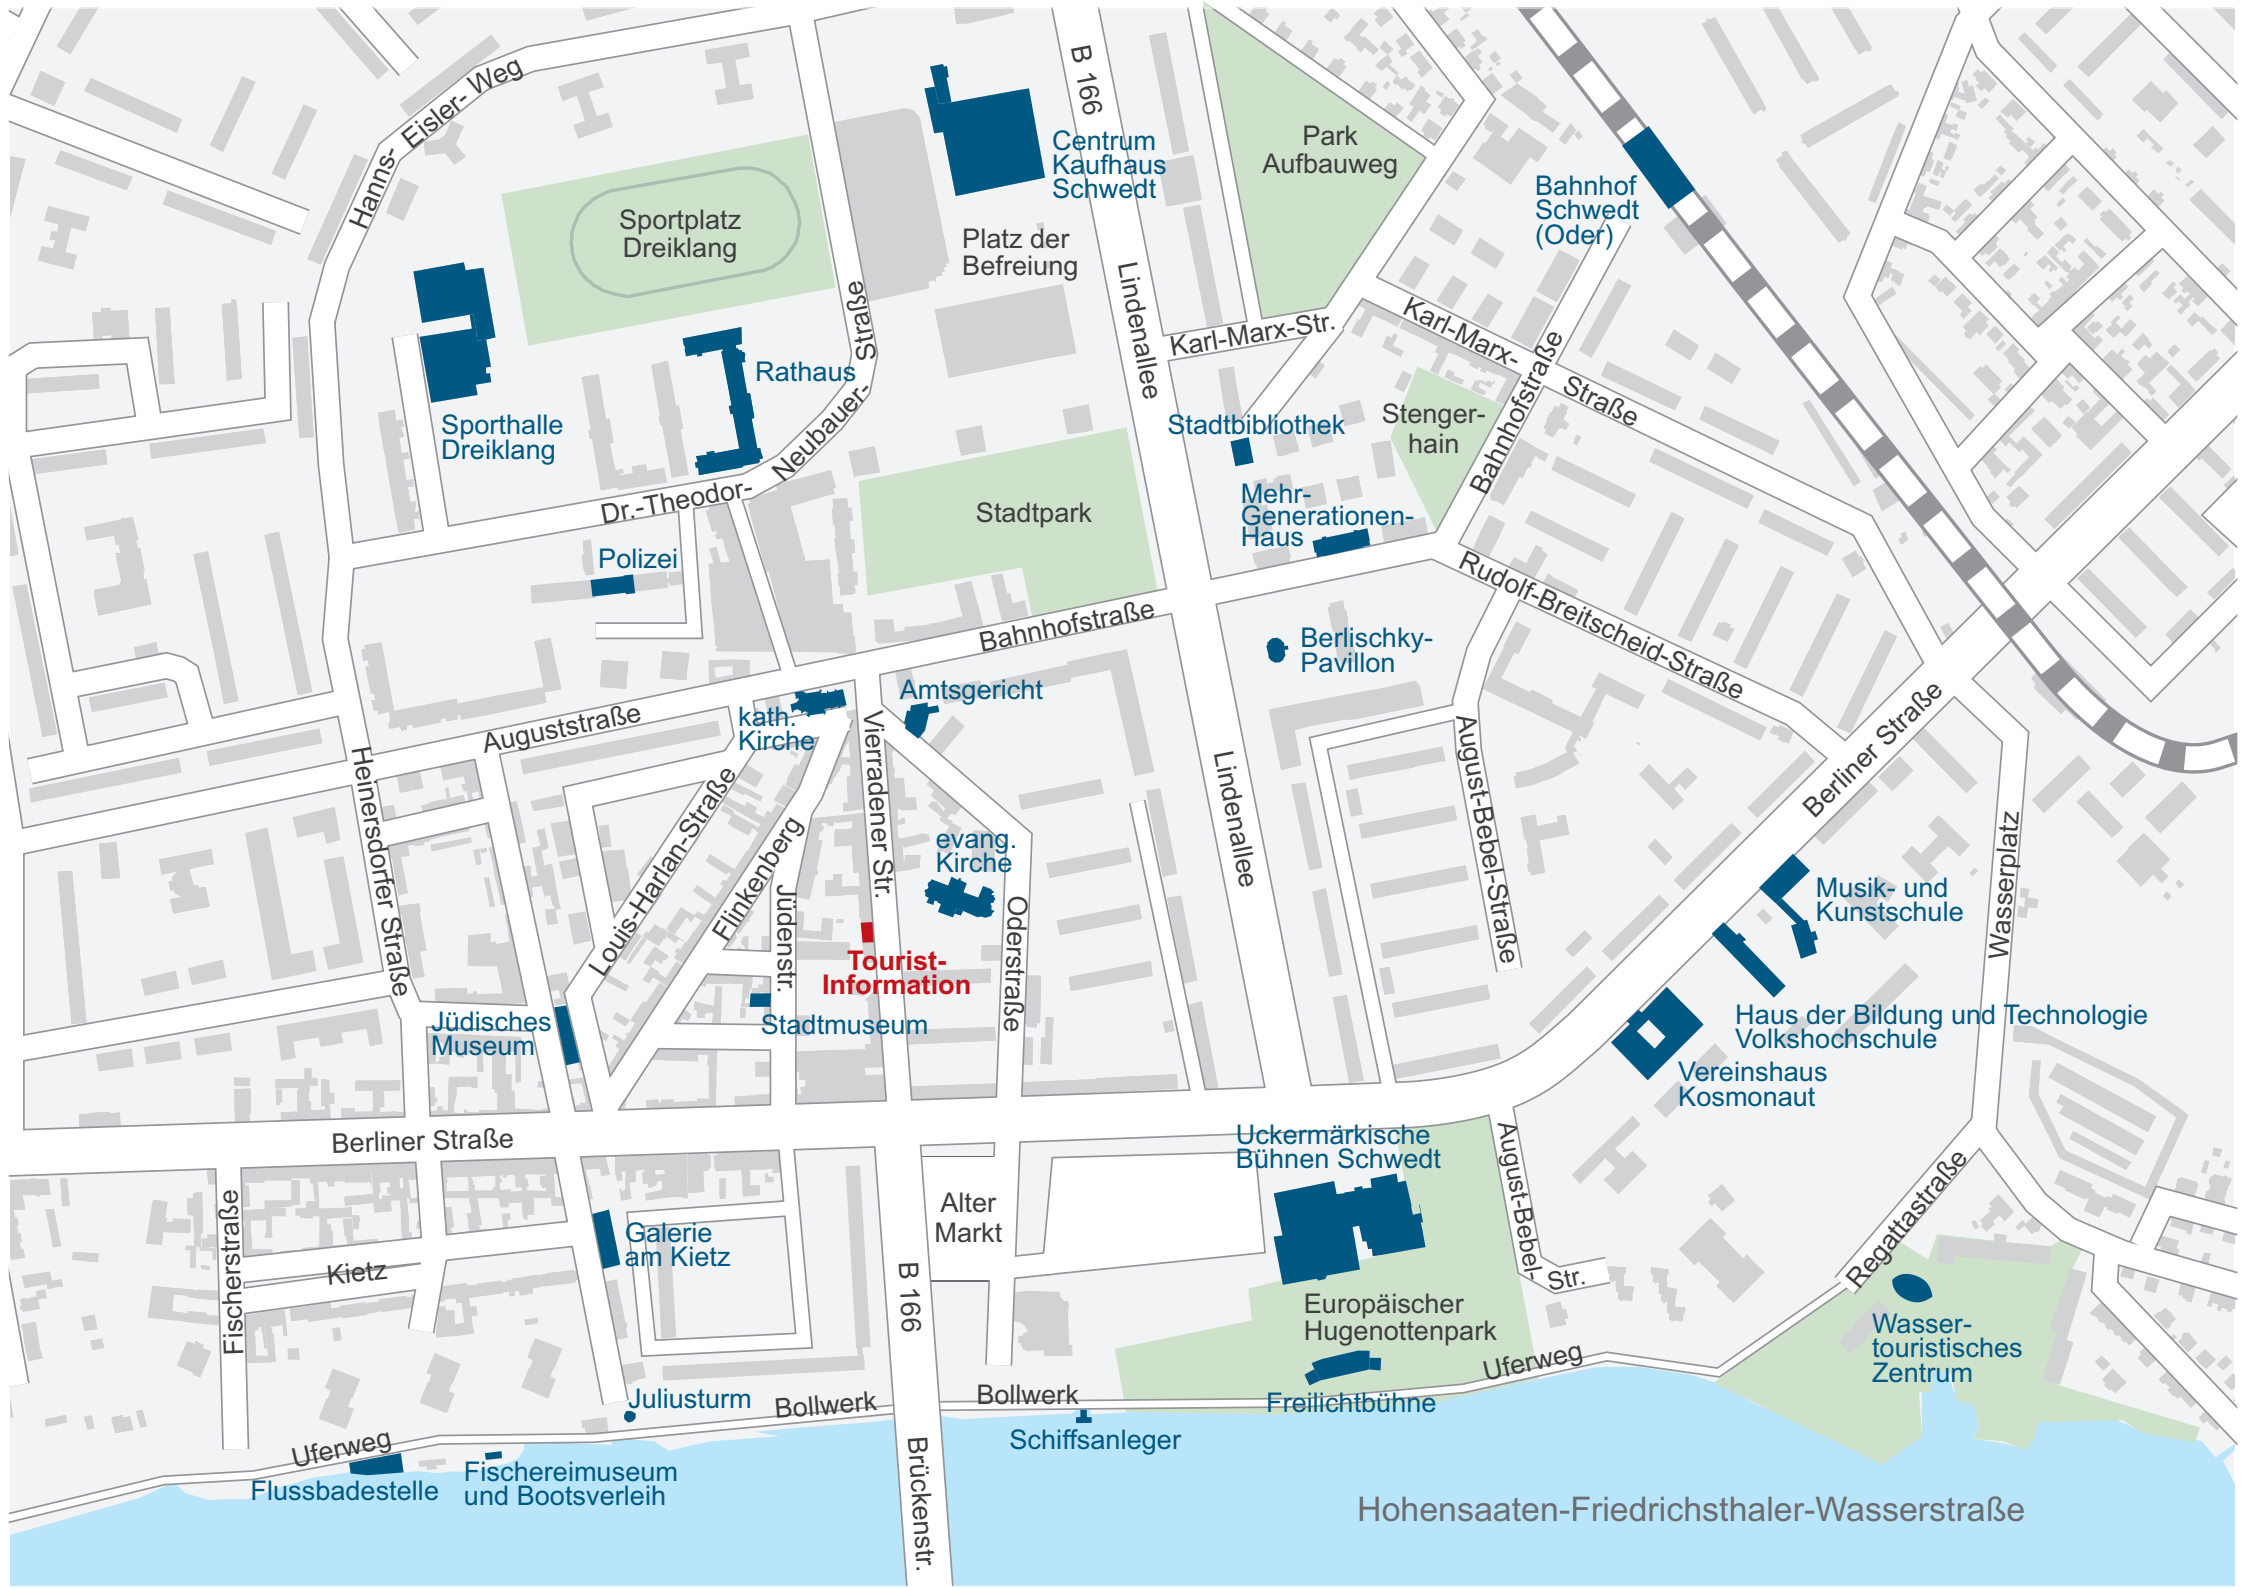 B 166
Hanns-
Eisler- Weg
Centrum
Kaufhaus
Schwedt
Park
Aufbauweg
Bahnhof
Schwedt
(Oder)
Sportplatz
Dreiklang
Platz der
Befreiung
Lindenallee
Karl-Marx-Str.
Karl-Marx-
Straße
Bahnhofstraße
Rathaus
Sporthalle
Dreiklang
Dr.-Theodor-
Neubauer-
Straße
Stadtbibliothek
Stenger-
hain
Mehr-
Generationen-
Haus
Stadtpark
Polizei
Bahnhofstraße
Rudolf-Breitscheid-Straße
Berlischky-
Pavillon
Amtsgericht
kath.
Kirche
Auguststraße
Heinersdorfer Straße
Louis-Harlan-Straße
Flinkenberg
Jüdenstr.
Vierradener Str.
evang.
Kirche
Oderstraße
Lindenallee
August-Bebel-Straße
Berliner Straße
Wasserplatz
Musik- und
Kunstschule
Tourist-
Information
Stadtmuseum
Jüdisches
Museum
Haus der Bildung und Technologie
Volkshochschule
Vereinshaus
Kosmonaut
Berliner Straße
Uckermärkische
Bühnen Schwedt
August-Bebel-
Str.
Regattastraße
Alter
Markt
Fischerstraße
Kietz
Galerie
am Kietz
B 166
Europäischer
Hugenottenpark
Wasser-
touristisches
Zentrum
Uferweg
Juliusturm
Bollwerk
Bollwerk
Freilichtbühne
Schiffsanleger
Uferweg
Flussbadestelle
Fischereimuseum
und Bootsverleih
Brückenstr.
Hohensaaten-Friedrichsthaler-Wasserstraße